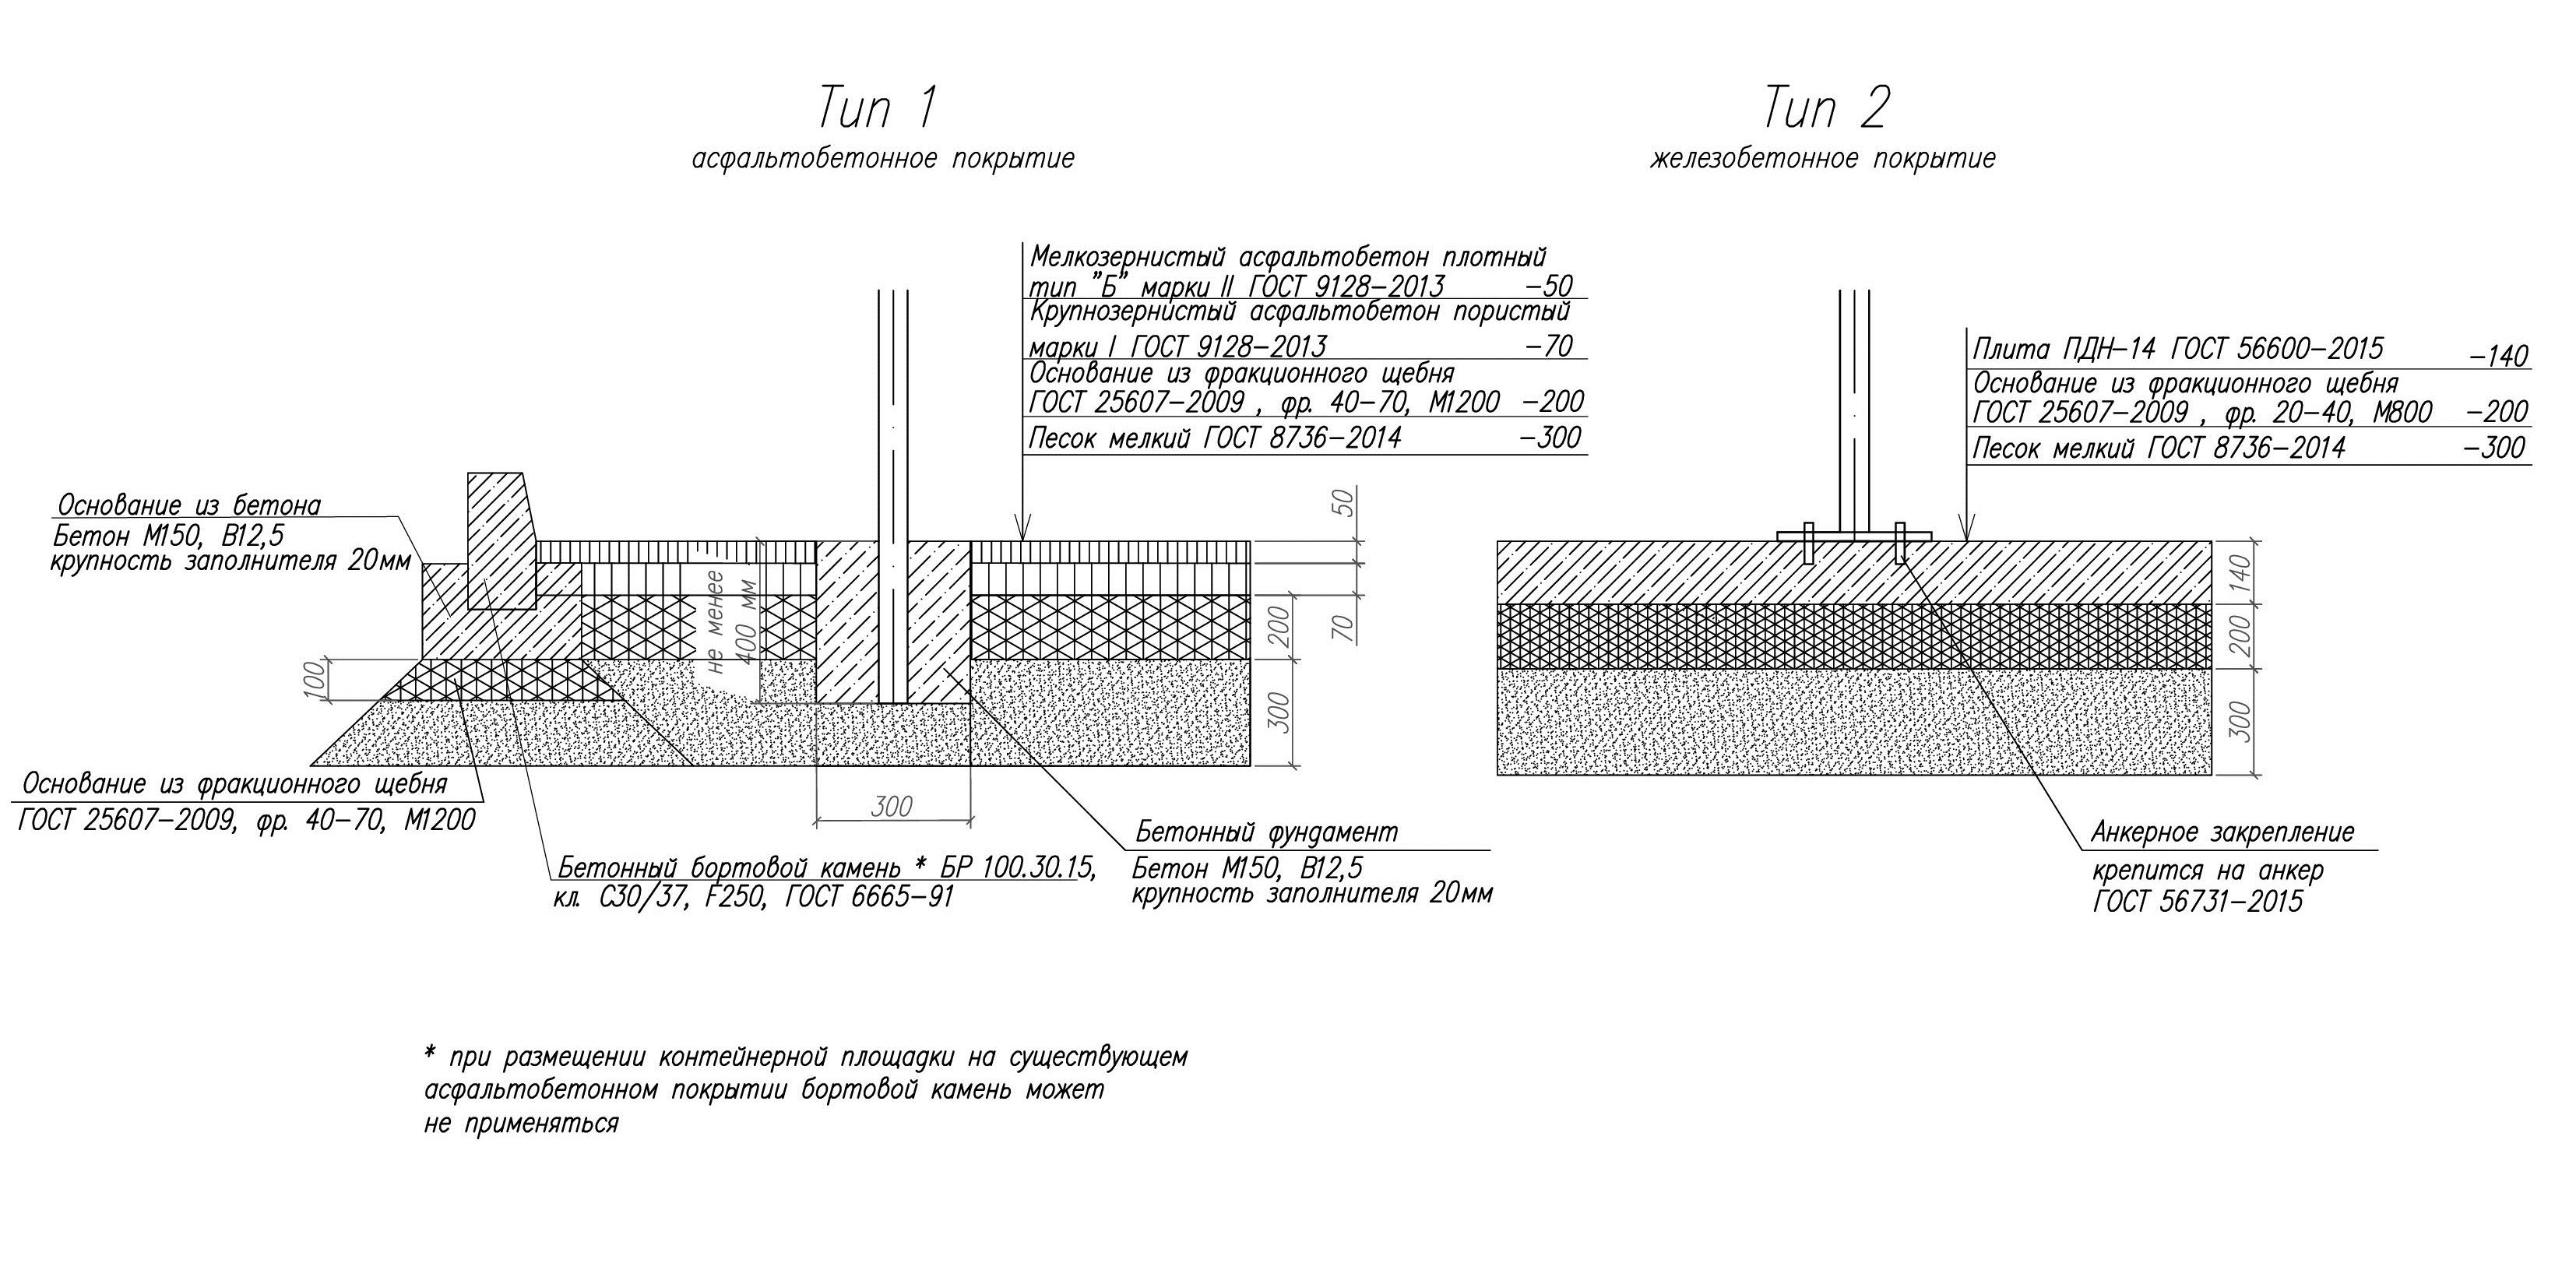 Тип 1
асфальтобетонное покрытие
Мелкозернистый асфальтобетон плотный
тип "Б" марки II ГОСТ 9128-2013 -50
Крупнозернистый асфальтобетон пористый
марки I ГОСТ 9128-2013 -70
Основание из фракционного щебня
ГОСТ 25607-2009 , фр. 40-70, М1200 -200
Песок мелкий ГОСТ 8736-2014 -300
Основание из бетона
Бетон М150, В12,5
крупность заполнителя 20мм
не менее
400 мм
100
50
70
200
300
300
Основание из фракционного щебня
ГОСТ 25607-2009, фр. 40-70, М1200
Бетонный бортовой камень * БР 100.30.15,
кл. С30/37, F250, ГОСТ 6665-91
Бетонный фундамент
Бетон М150, В12,5
крупность заполнителя 20мм
Тип 2
железобетонное покрытие
Плита ПДН-14 ГОСТ 56600-2015 -140
Основание из фракционного щебня
ГОСТ 25607-2009 , фр. 20-40, М800 -200
Песок мелкий ГОСТ 8736-2014 -300
140
200
300
Анкерное закрепление
крепится на анкер
ГОСТ 56731-2015
* при размещении контейнерной площадки на существующем
асфальтобетонном покрытии бортовой камень может
не применяться